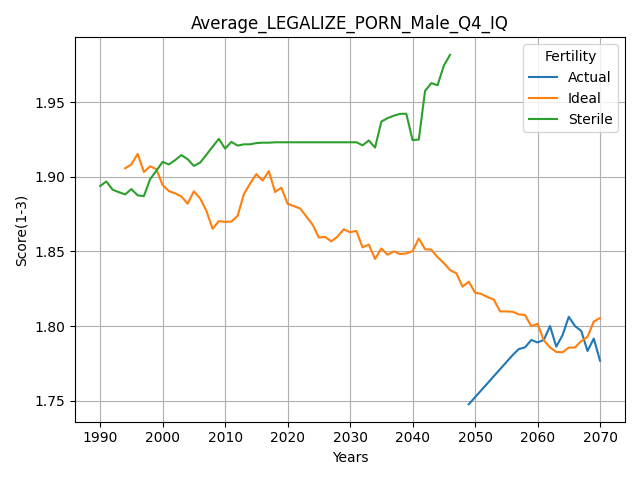 Average_LEGALIZE_PORN_Male_Q4_IQ
Fertility
Actual
Ideal
Sterile
Score(1-3)
1.95
1.90
1.85
1.80
1.75
1990 2000 2010 2020 2030 2040 2050 2060 2070
Years